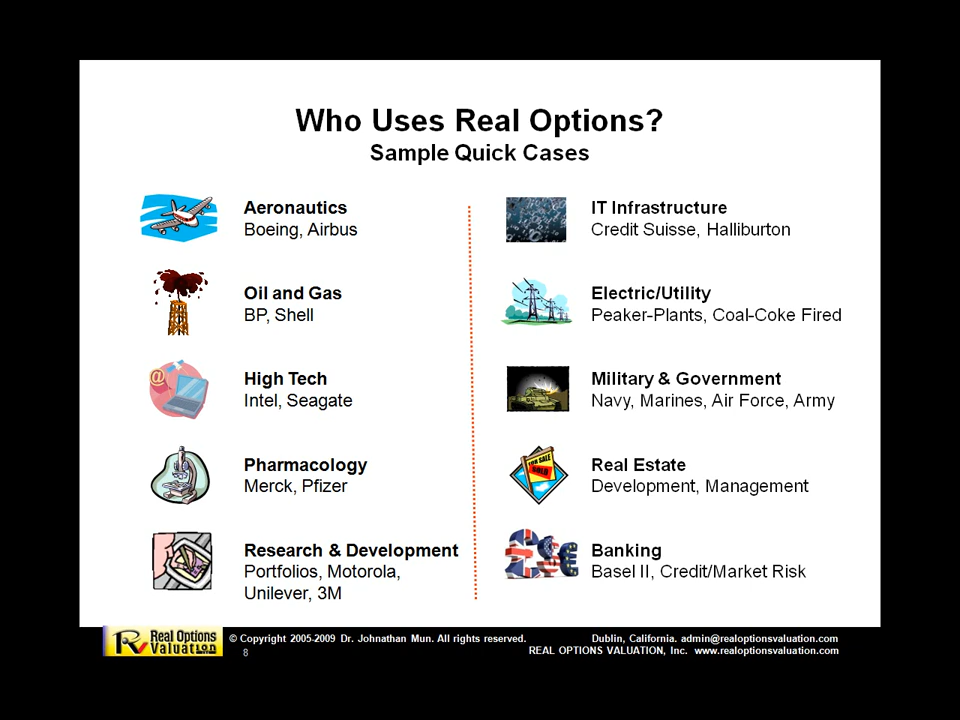 Who Uses Real Options?
Sample Quick Cases
Aeronautics
Boeing, Airbus
Oil and Gas
BP, Shell
High Tech
Intel, Seagate
Pharmacology
Merck, Pfizer
Research & Development
Portfolios, Motorola,
Unilever, 3M
IT Infrastructure
Credit Suisse, Halliburton
Electric/Utility
Peaker-Plants, Coal-Coke Fired
Military & Government
Navy, Marines, Air Force, Army
Real Estate
Development, Management
FOR SALE
SOLD
Banking
Basel II, Credit/Market Risk
Real Options
Valuation
© Copyright 2005-2009 Dr. Johnathan Mun. All rights reserved.
8
Dublin, California. admin@realoptionsvaluation.com
REAL OPTIONS VALUATION, Inc. www.realoptionsvaluation.com